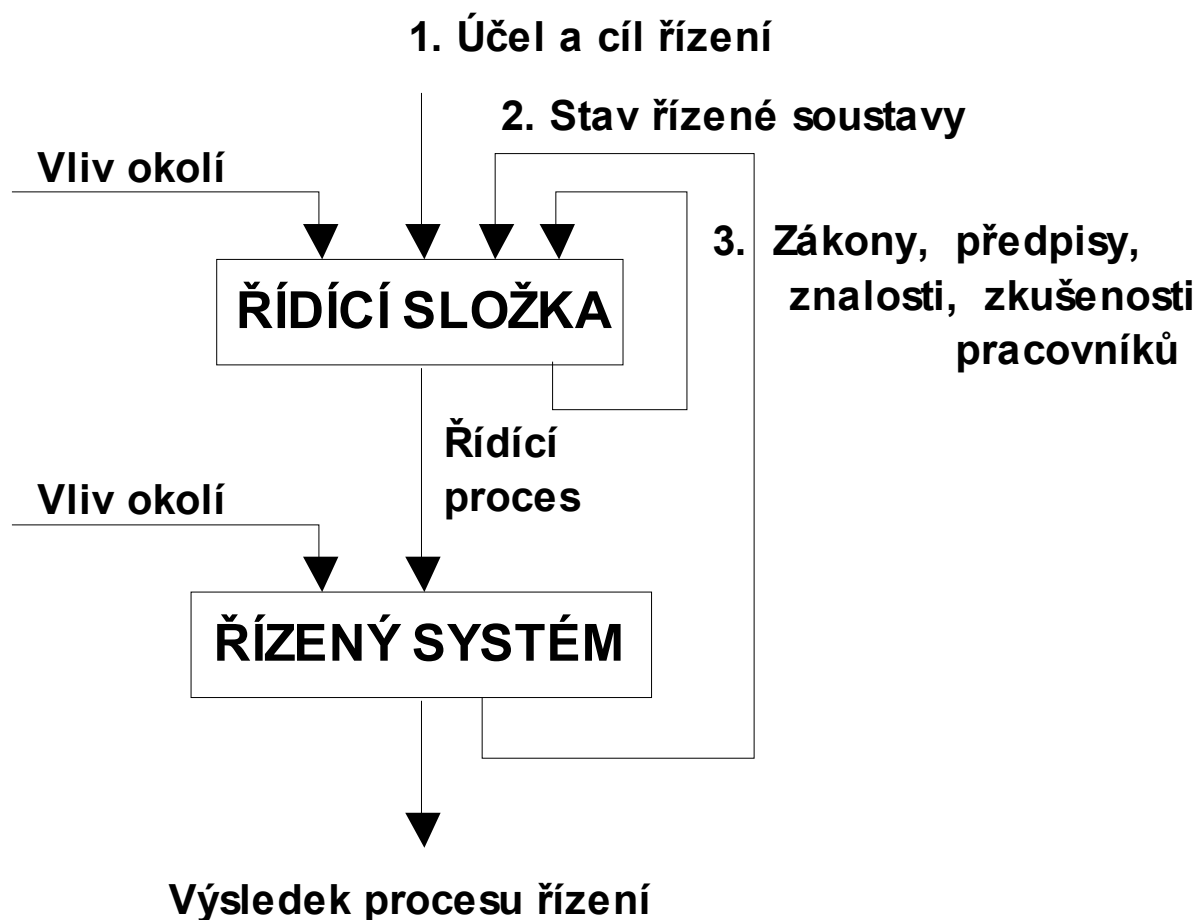 1. Účel a cíl řízení
2. Stav řízené soustavy
Vliv okolí
3. Zákony, předpisy,
znalosti, zkušenosti
pracovníků
ŘÍDÍCÍ SLOŽKA
Řídící
proces
Vliv okolí
ŘÍZENÝ SYSTÉM
Výsledek procesu řízení